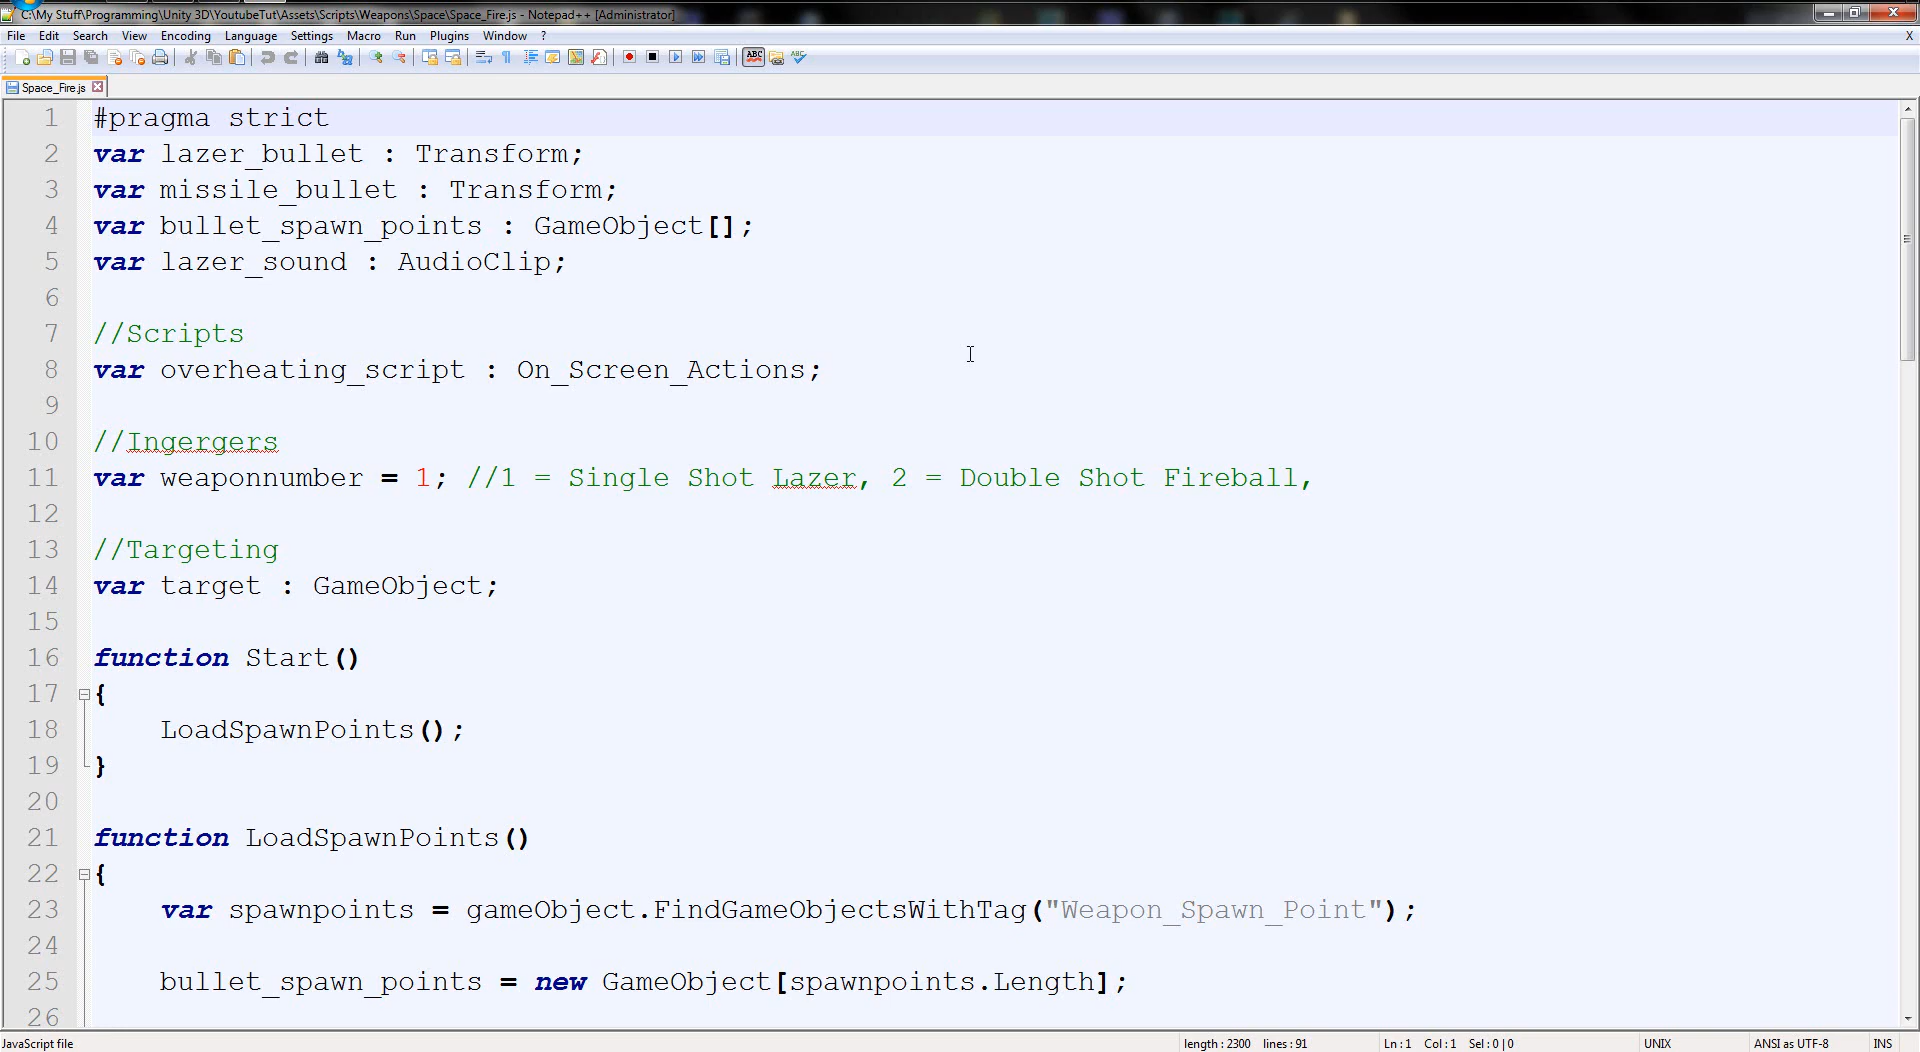 C:\My Stuff\Programming\Unity 3D\YoutubeTut\Assets\Scripts\Weapons\Space\Space_Fire.js - Notepad++ [Administrator]
File Edit Search View Encoding Language Settings Macro Run Plugins Window ? X
Space_Fire.js
1 #pragma strict
2 var lazer_bullet : Transform;
3 var missile_bullet : Transform;
4 var bullet_spawn_points : GameObject[];
5 var lazer_sound : AudioClip;
6
7 //Scripts
8 var overheating_script : On_Screen_Actions;
9
10 //Ingergers
11 var weaponnumber = 1; //1 = Single Shot Lazer, 2 = Double Shot Fireball,
12
13 //Targeting
14 var target : GameObject;
15
16 function Start()
17 {
18 LoadSpawnPoints();
19 }
20
21 function LoadSpawnPoints()
22 {
23 var spawnpoints = gameObject.FindGameObjectsWithTag("Weapon_Spawn_Point");
24
25 bullet_spawn_points = new GameObject[spawnpoints.Length];
26
JavaScript file length : 2300 lines : 91 Ln : 1 Col : 1 Sel : 0 | 0 UNIX ANSI as UTF-8 INS